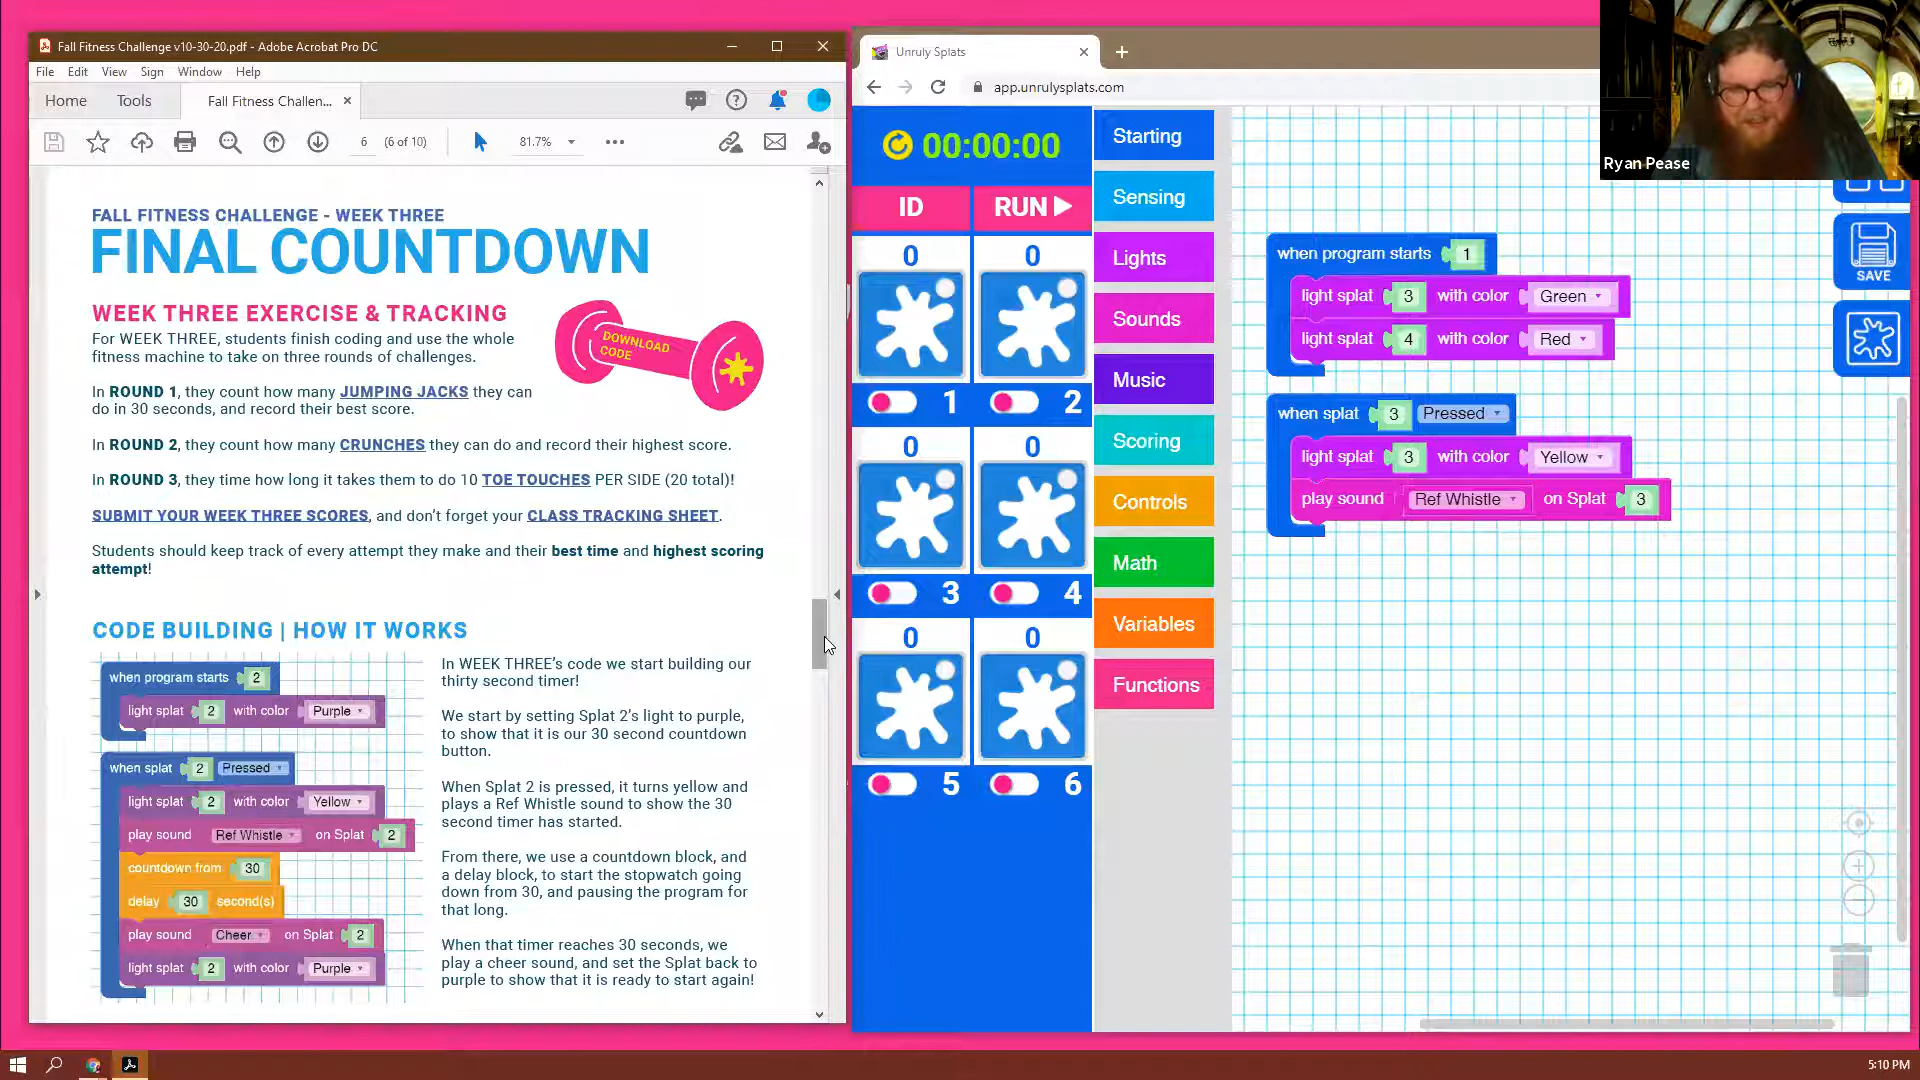 Fall Fitness Challenge v10-30-20.pdf - Adobe Acrobat Pro DC
File Edit View Sign Window Help
Home Tools Fall Fitness Challen...
6 (6 of 10) 81.7%
FALL FITNESS CHALLENGE - WEEK THREE
FINAL COUNTDOWN
WEEK THREE EXERCISE & TRACKING
For WEEK THREE, students finish coding and use the whole
fitness machine to take on three rounds of challenges.
DOWNLOAD
CODE
In ROUND 1, they count how many JUMPING JACKS they can
do in 30 seconds, and record their best score.
In ROUND 2, they count how many CRUNCHES they can do and record their highest score.
In ROUND 3, they time how long it takes them to do 10 TOE TOUCHES PER SIDE (20 total)!
SUBMIT YOUR WEEK THREE SCORES, and don't forget your CLASS TRACKING SHEET.
Students should keep track of every attempt they make and their best time and highest scoring
attempt!
CODE BUILDING | HOW IT WORKS
when program starts 2
light splat 2 with color Purple
when splat 2 Pressed
light splat 2 with color Yellow
play sound Ref Whistle on Splat 2
countdown from 30
delay 30 second(s)
play sound Cheer on Splat 2
light splat 2 with color Purple
In WEEK THREE's code we start building our
thirty second timer!
We start by setting Splat 2's light to purple,
to show that it is our 30 second countdown
button.
When Splat 2 is pressed, it turns yellow and
plays a Ref Whistle sound to show the 30
second timer has started.
From there, we use a countdown block, and
a delay block, to start the stopwatch going
down from 30, and pausing the program for
that long.
When that timer reaches 30 seconds, we
play a cheer sound, and set the Splat back to
purple to show that it is ready to start again!
Unruly Splats
app.unrulysplats.com
00:00:00
ID RUN
0 0
1 2
0 0
3 4
0 0
5 6
Starting
Sensing
Lights
Sounds
Music
Scoring
Controls
Math
Variables
Functions
when program starts 1
light splat 3 with color Green
light splat 4 with color Red
when splat 3 Pressed
light splat 3 with color Yellow
play sound Ref Whistle on Splat 3
Ryan Pease
SAVE
5:10 PM